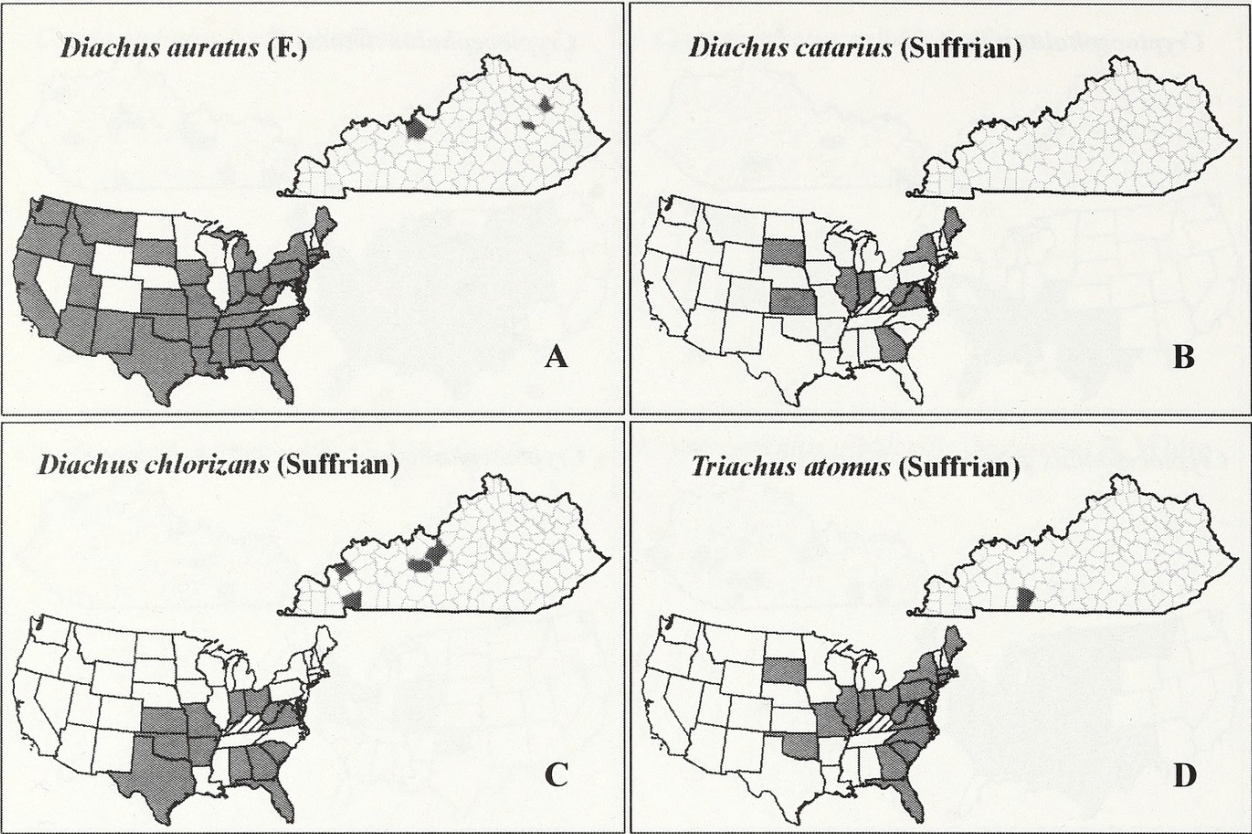 Diachus auratus (F.)
A
Diachus catarius (Suffrian)
B
Diachus chlorizans (Suffrian)
C
Triachus atomus (Suffrian)
D